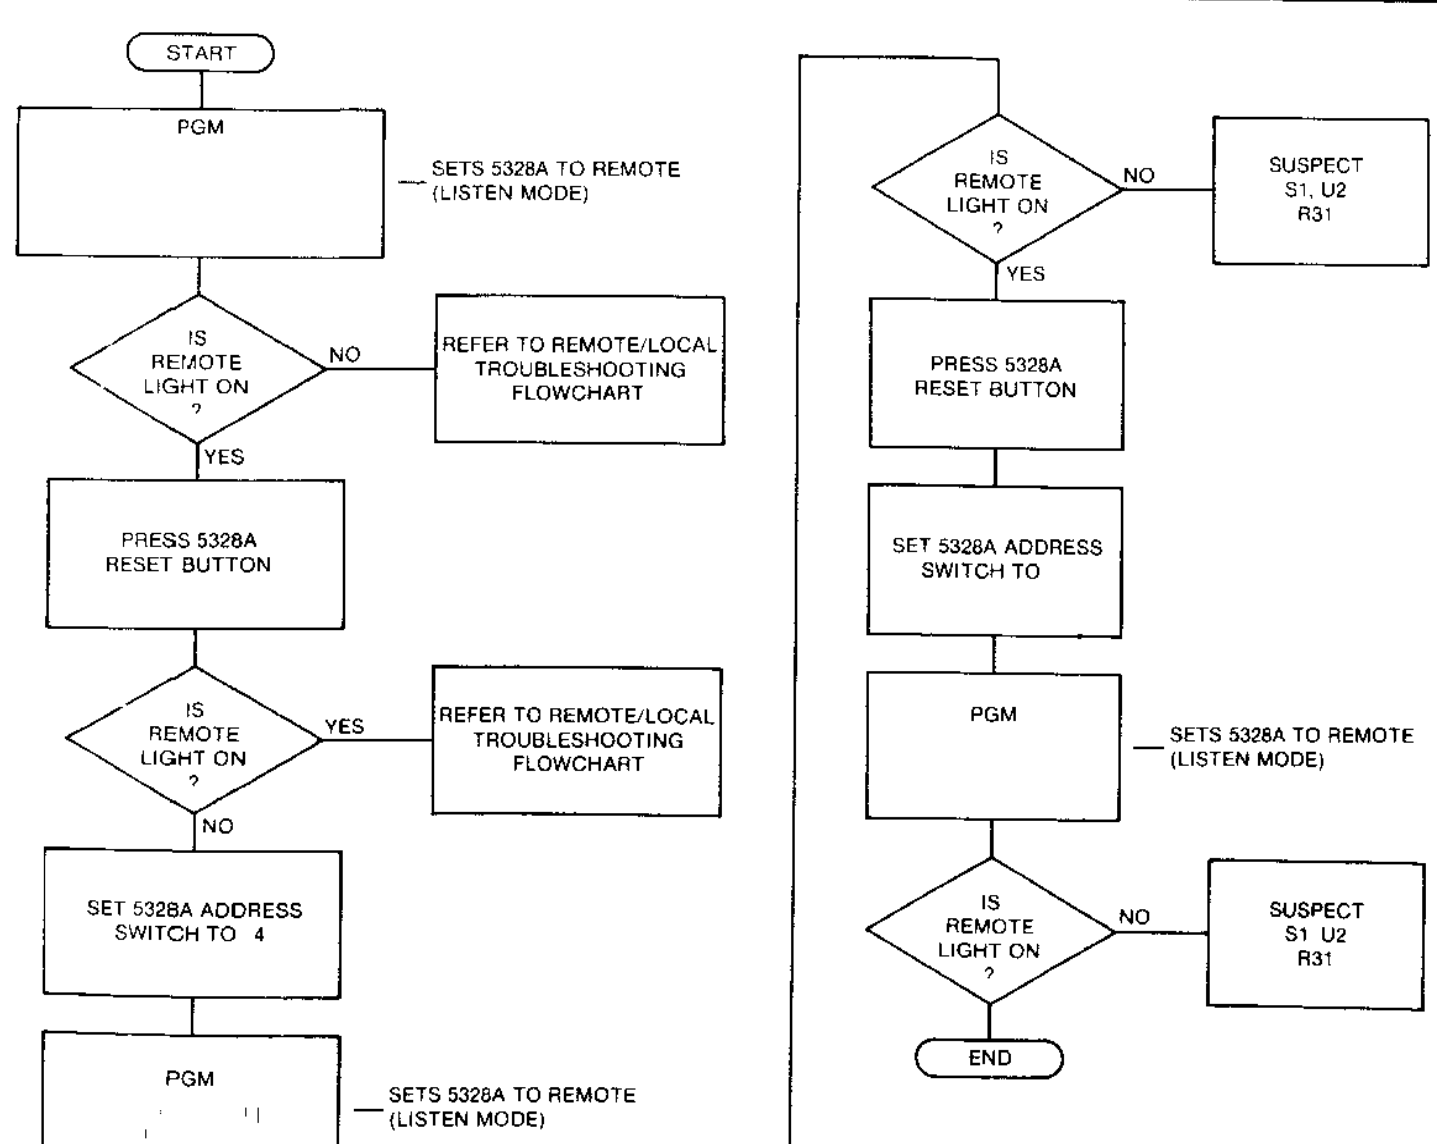 START
PGM
SETS 5328A TO REMOTE
(LISTEN MODE)
IS
REMOTE
LIGHT ON
?
NO
REFER TO REMOTE/LOCAL
TROUBLESHOOTING
FLOWCHART
YES
PRESS 5328A
RESET BUTTON
IS
REMOTE
LIGHT ON
?
YES
REFER TO REMOTE/LOCAL
TROUBLESHOOTING
FLOWCHART
NO
SET 5328A ADDRESS
SWITCH TO 4
PGM
SETS 5328A TO REMOTE
(LISTEN MODE)
IS
REMOTE
LIGHT ON
?
NO
SUSPECT
S1, U2
R31
YES
PRESS 5328A
RESET BUTTON
SET 5328A ADDRESS
SWITCH TO
PGM
SETS 5328A TO REMOTE
(LISTEN MODE)
IS
REMOTE
LIGHT ON
?
NO
SUSPECT
S1 U2
R31
END